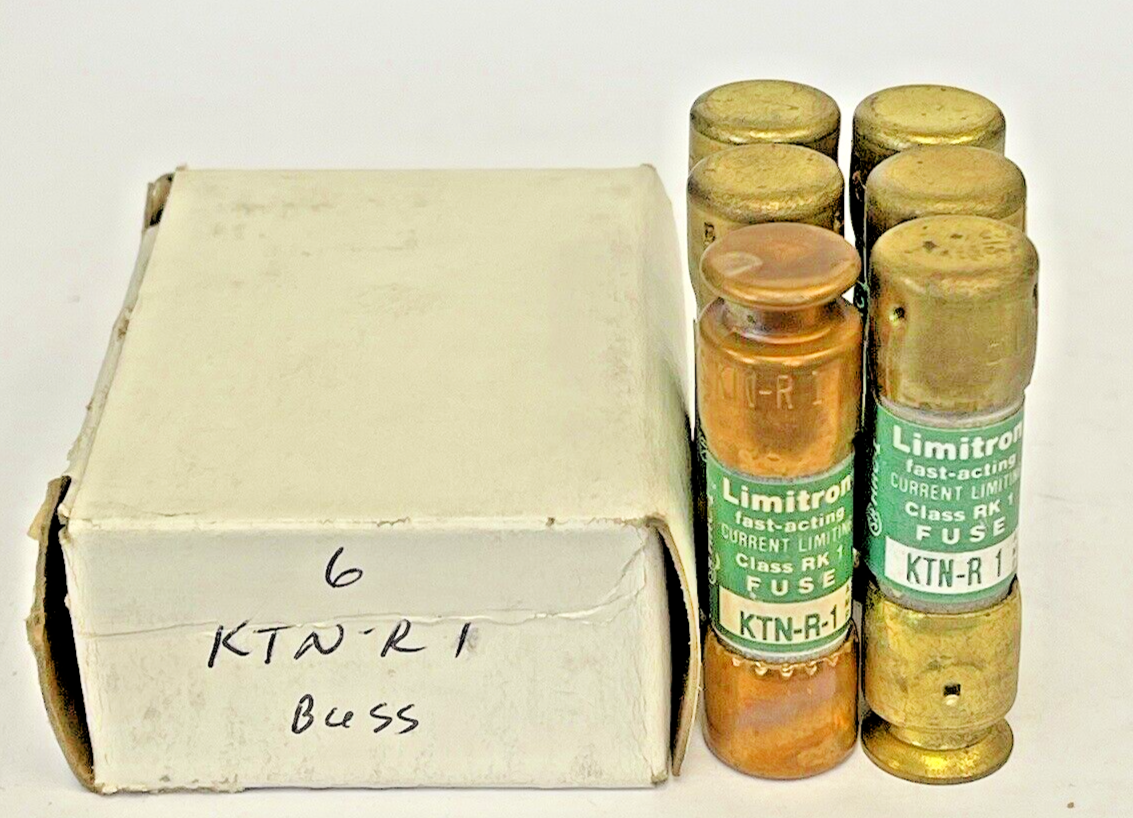 6
KTN-R 1
Buss
KTN-R 1
Limitron
fast-acting
CURRENT LIMITING
Class RK 1
FUSE
KTN-R-1
Limitron
fast-acting
CURRENT LIMITIN
Class RK 1
FUSE
KTN-R 1